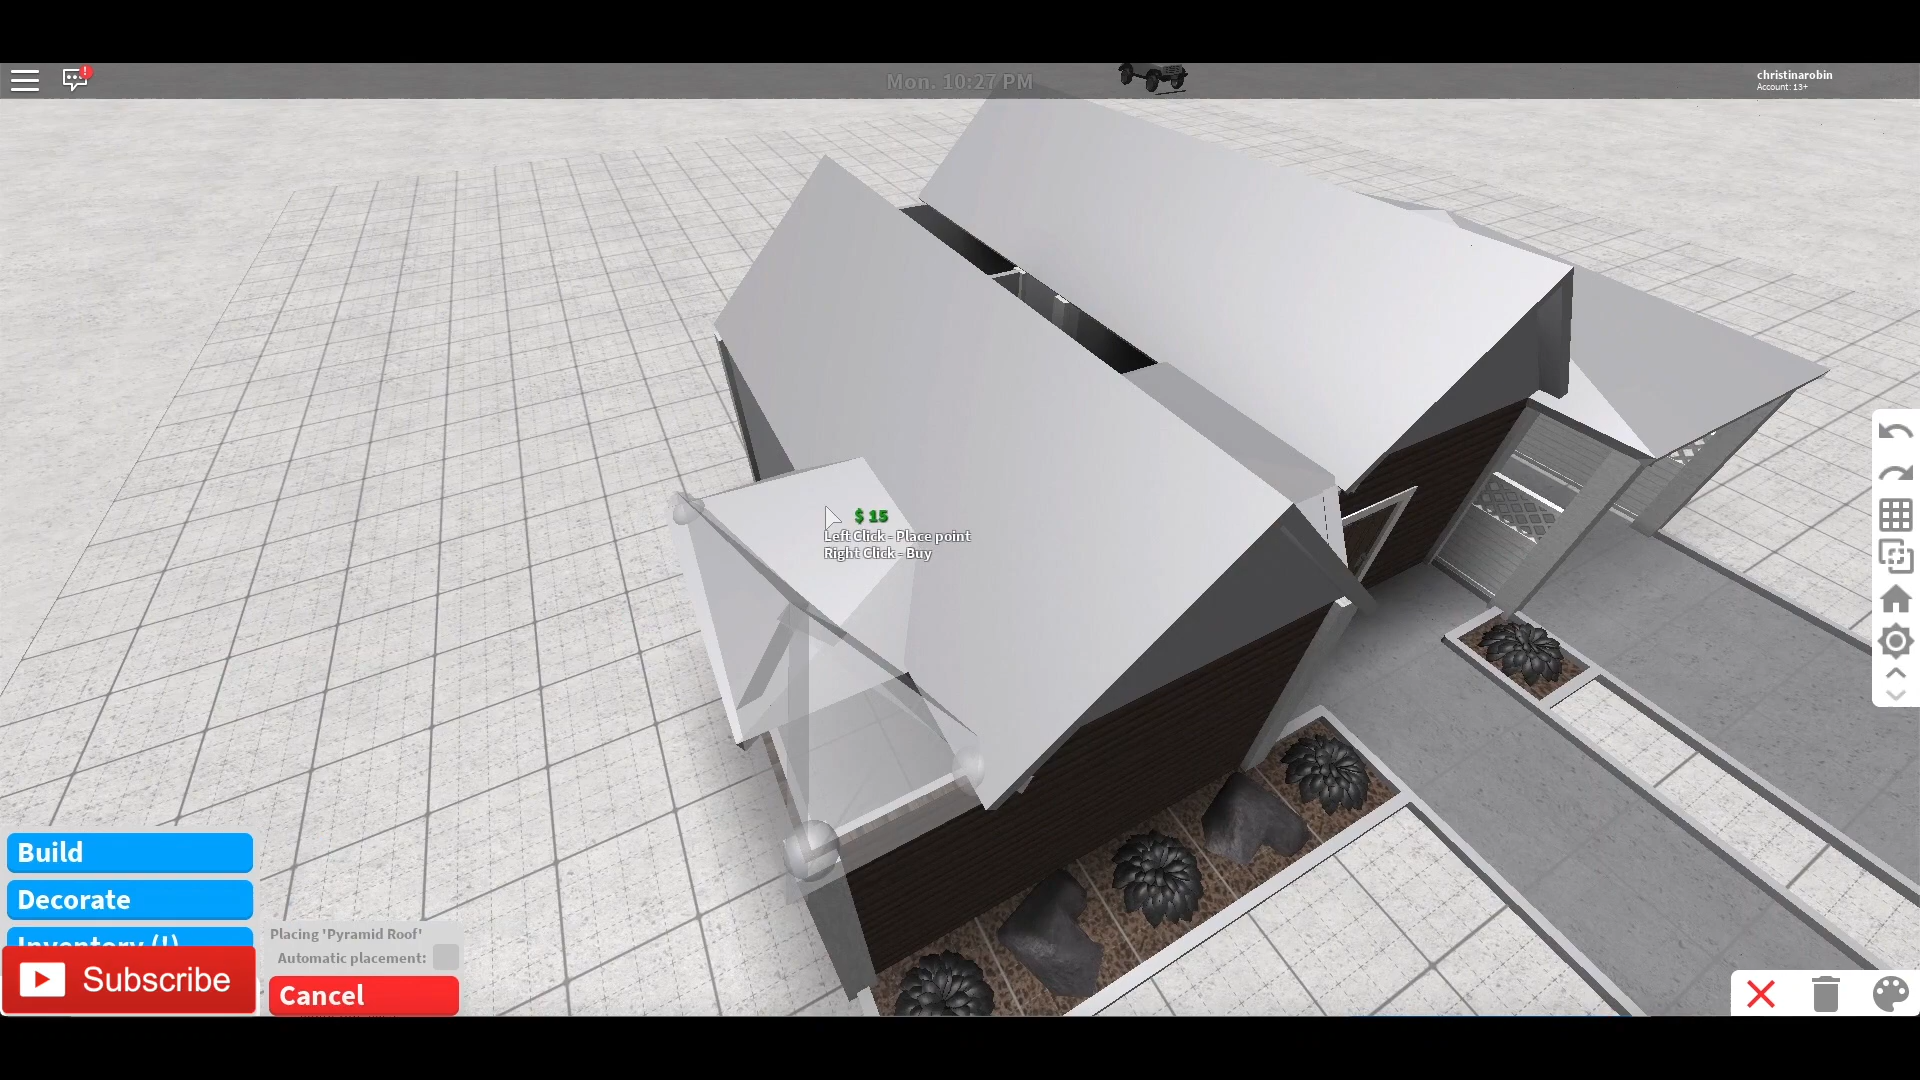 Mon. 10:27 PM
christinarobin
Account: 13+
$ 15
Left Click - Place point
Right Click - Buy
Build
Decorate
Inventory (!)
Placing 'Pyramid Roof'
Automatic placement:
Subscribe
Cancel